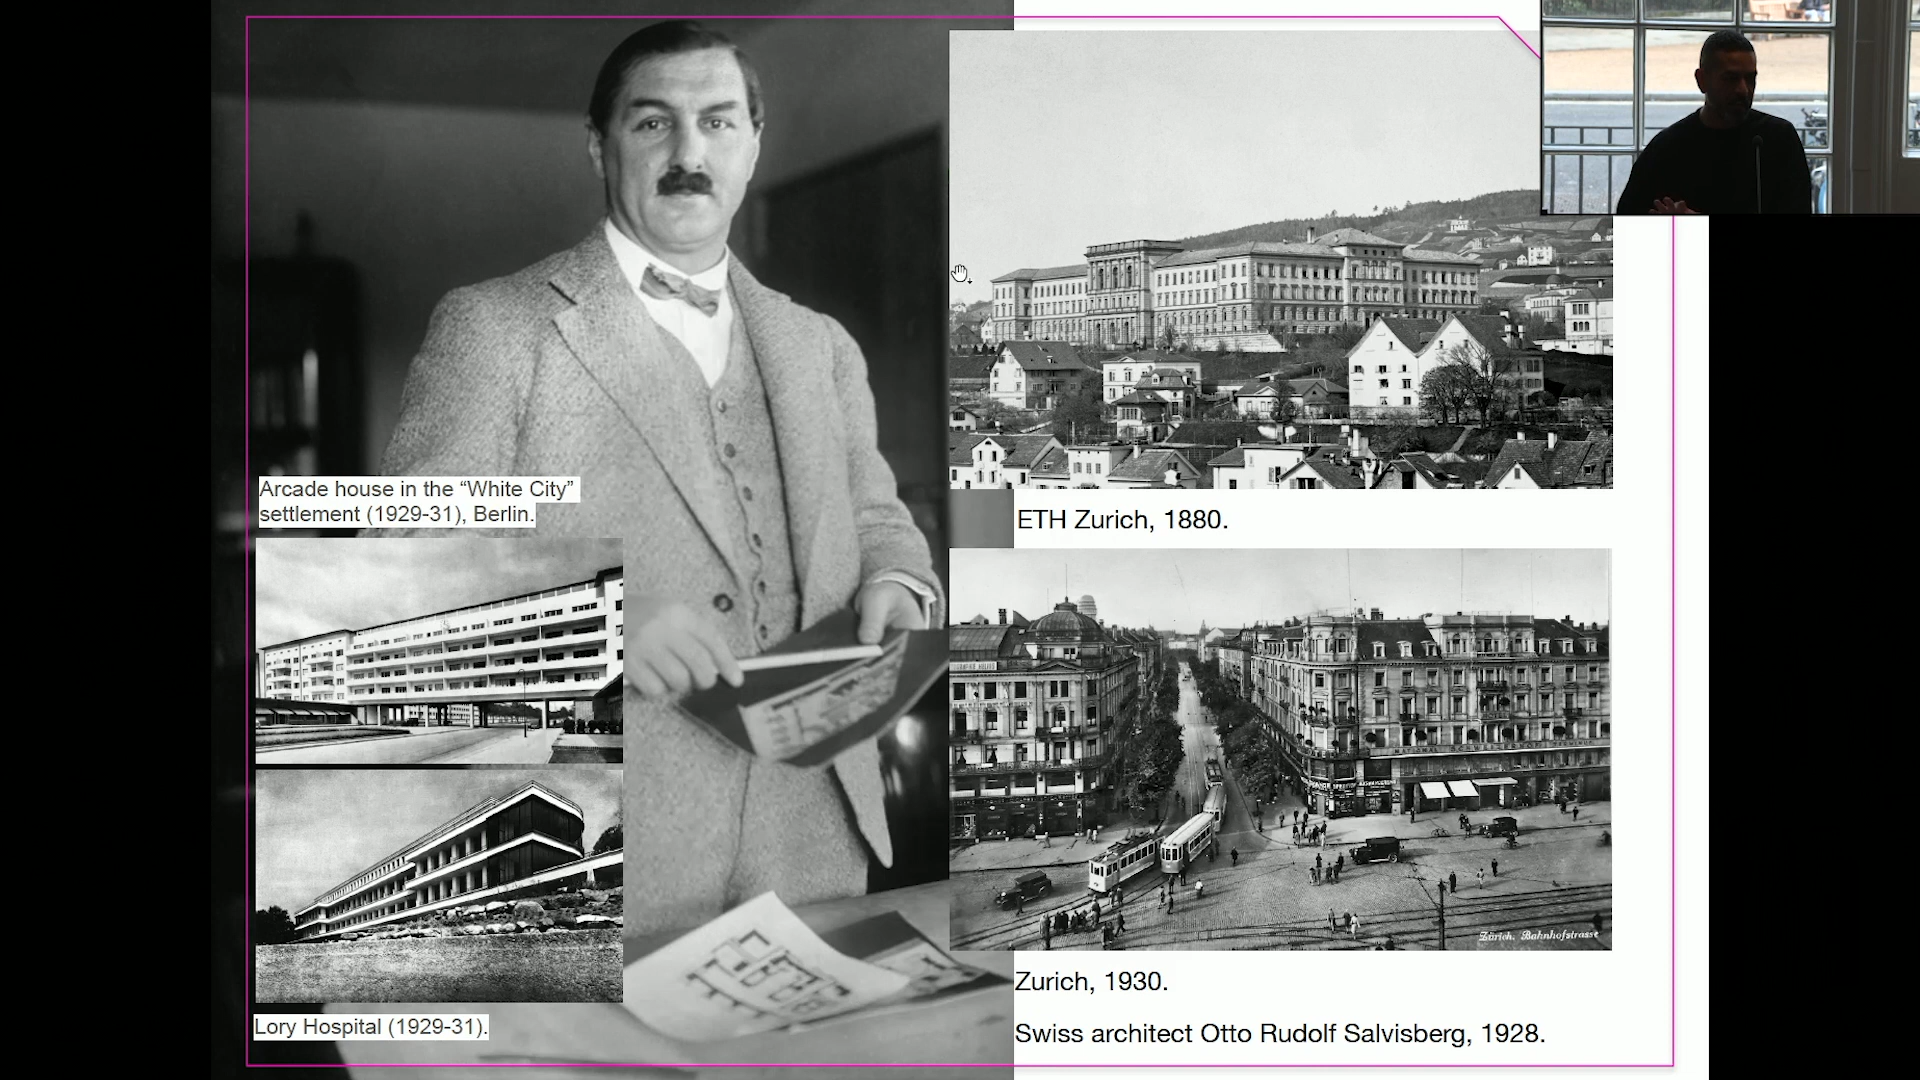 Arcade house in the “White City”
settlement (1929-31), Berlin.
Lory Hospital (1929-31).
ETH Zurich, 1880.
Zürich. Bahnhofstrasse
Zurich, 1930.
Swiss architect Otto Rudolf Salvisberg, 1928.